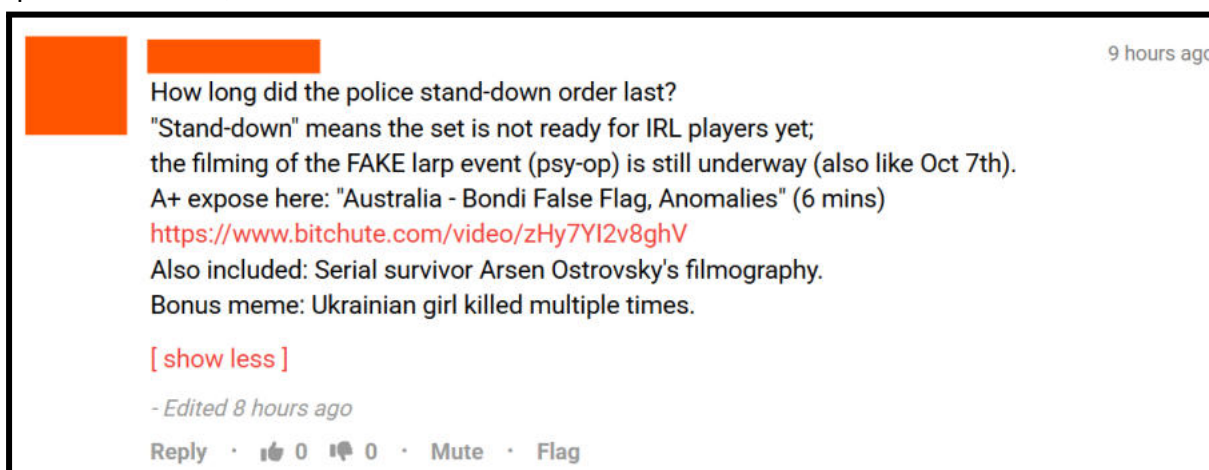 9 hours ago
How long did the police stand-down order last?
"Stand-down" means the set is not ready for IRL players yet;
the filming of the FAKE larp event (psy-op) is still underway (also like Oct 7th).
A+ expose here: "Australia - Bondi False Flag, Anomalies" (6 mins)
https://www.bitchute.com/video/zHy7YI2v8ghV
Also included: Serial survivor Arsen Ostrovsky's filmography.
Bonus meme: Ukrainian girl killed multiple times.
[ show less ]
- Edited 8 hours ago
Reply · 0 0 · Mute · Flag